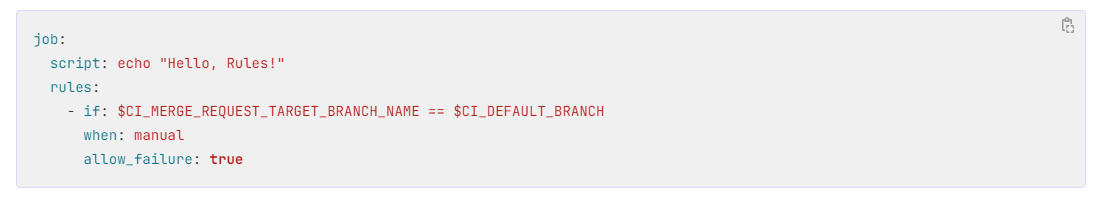 job:
  script: echo "Hello, Rules!"
  rules:
    - if: $CI_MERGE_REQUEST_TARGET_BRANCH_NAME == $CI_DEFAULT_BRANCH
      when: manual
      allow_failure: true